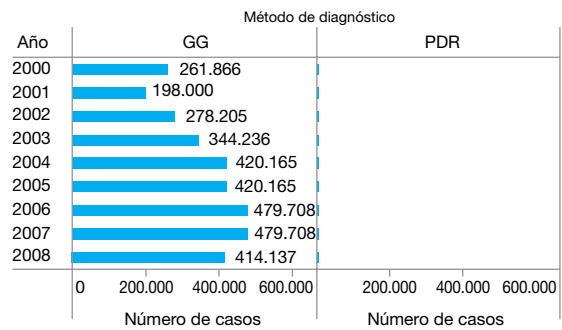 Método de diagnóstico
Año GG PDR
2000 261.866
2001 198.000
2002 278.205
2003 344.236
2004 420.165
2005 420.165
2006 479.708
2007 479.708
2008 414.137
0 200.000 400.000 600.000 200.000 400.000 600.000
Número de casos Número de casos